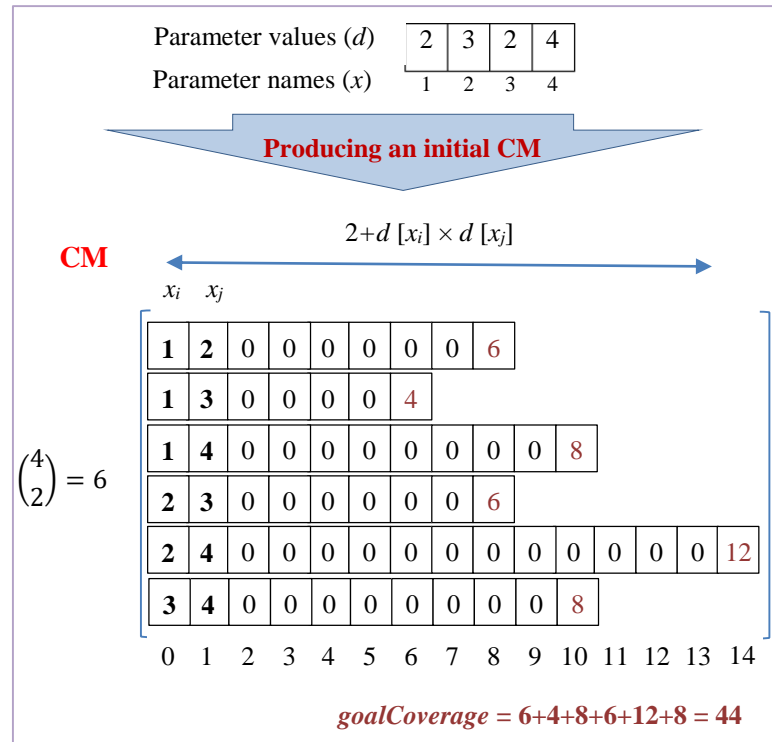 Parameter values (d) 2 3 2 4
Parameter names (x) 1 2 3 4
Producing an initial CM
2+d [xi] × d [xj]
CM
xi xj
1 2 0 0 0 0 0 0 6
1 3 0 0 0 0 4
1 4 0 0 0 0 0 0 0 0 8
(4 2) = 6
2 3 0 0 0 0 0 0 6
2 4 0 0 0 0 0 0 0 0 0 0 0 0 12
3 4 0 0 0 0 0 0 0 0 8
0 1 2 3 4 5 6 7 8 9 10 11 12 13 14
goalCoverage = 6+4+8+6+12+8 = 44